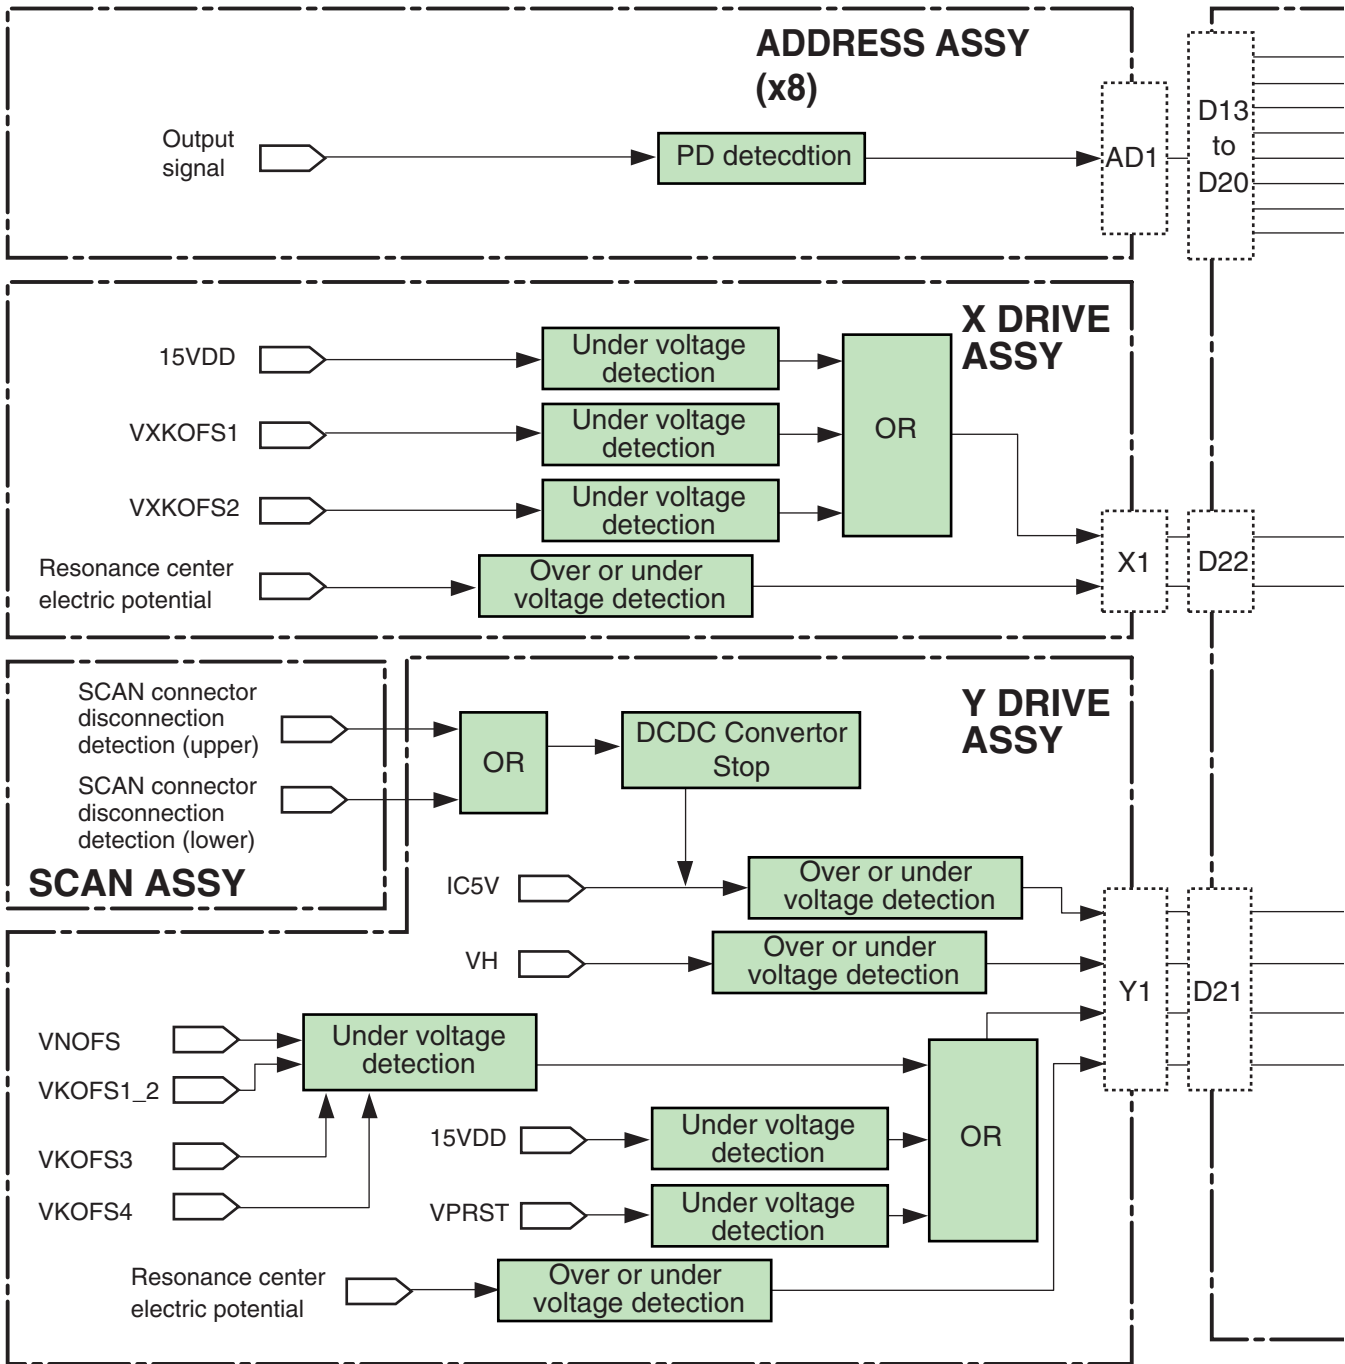 ADDRESS ASSY
(x8)
Output
signal
PD detecdtion
AD1
D13
to
D20
X DRIVE
ASSY
15VDD
Under voltage
detection
VXKOFS1
Under voltage
detection
OR
VXKOFS2
Under voltage
detection
Resonance center
electric potential
Over or under
voltage detection
X1
D22
SCAN connector
disconnection
detection (upper)
SCAN connector
disconnection
detection (lower)
SCAN ASSY
OR
DCDC Convertor
Stop
Y DRIVE
ASSY
IC5V
Over or under
voltage detection
VH
Over or under
voltage detection
Y1
D21
VNOFS
VKOFS1_2
Under voltage
detection
VKOFS3
VKOFS4
15VDD
Under voltage
detection
OR
VPRST
Under voltage
detection
Resonance center
electric potential
Over or under
voltage detection